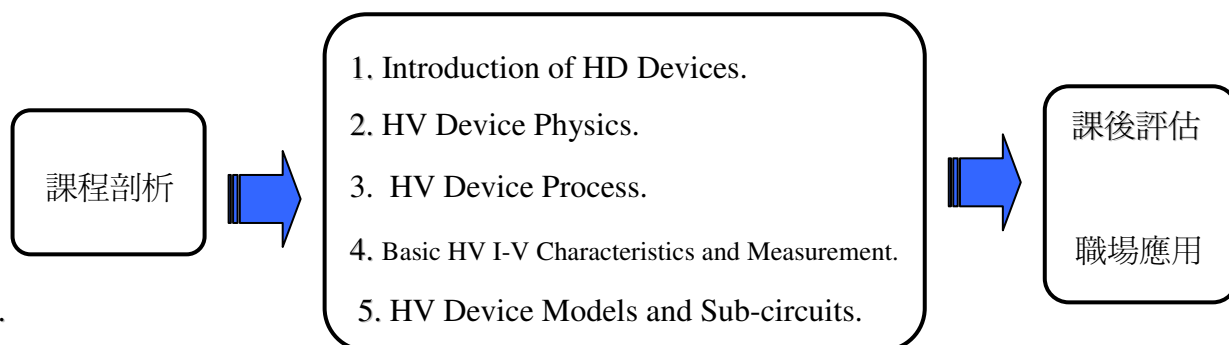 課程剖析
1. Introduction of HD Devices.
2. HV Device Physics.
3. HV Device Process.
4. Basic HV I-V Characteristics and Measurement.
5. HV Device Models and Sub-circuits.
課後評估
職場應用
.